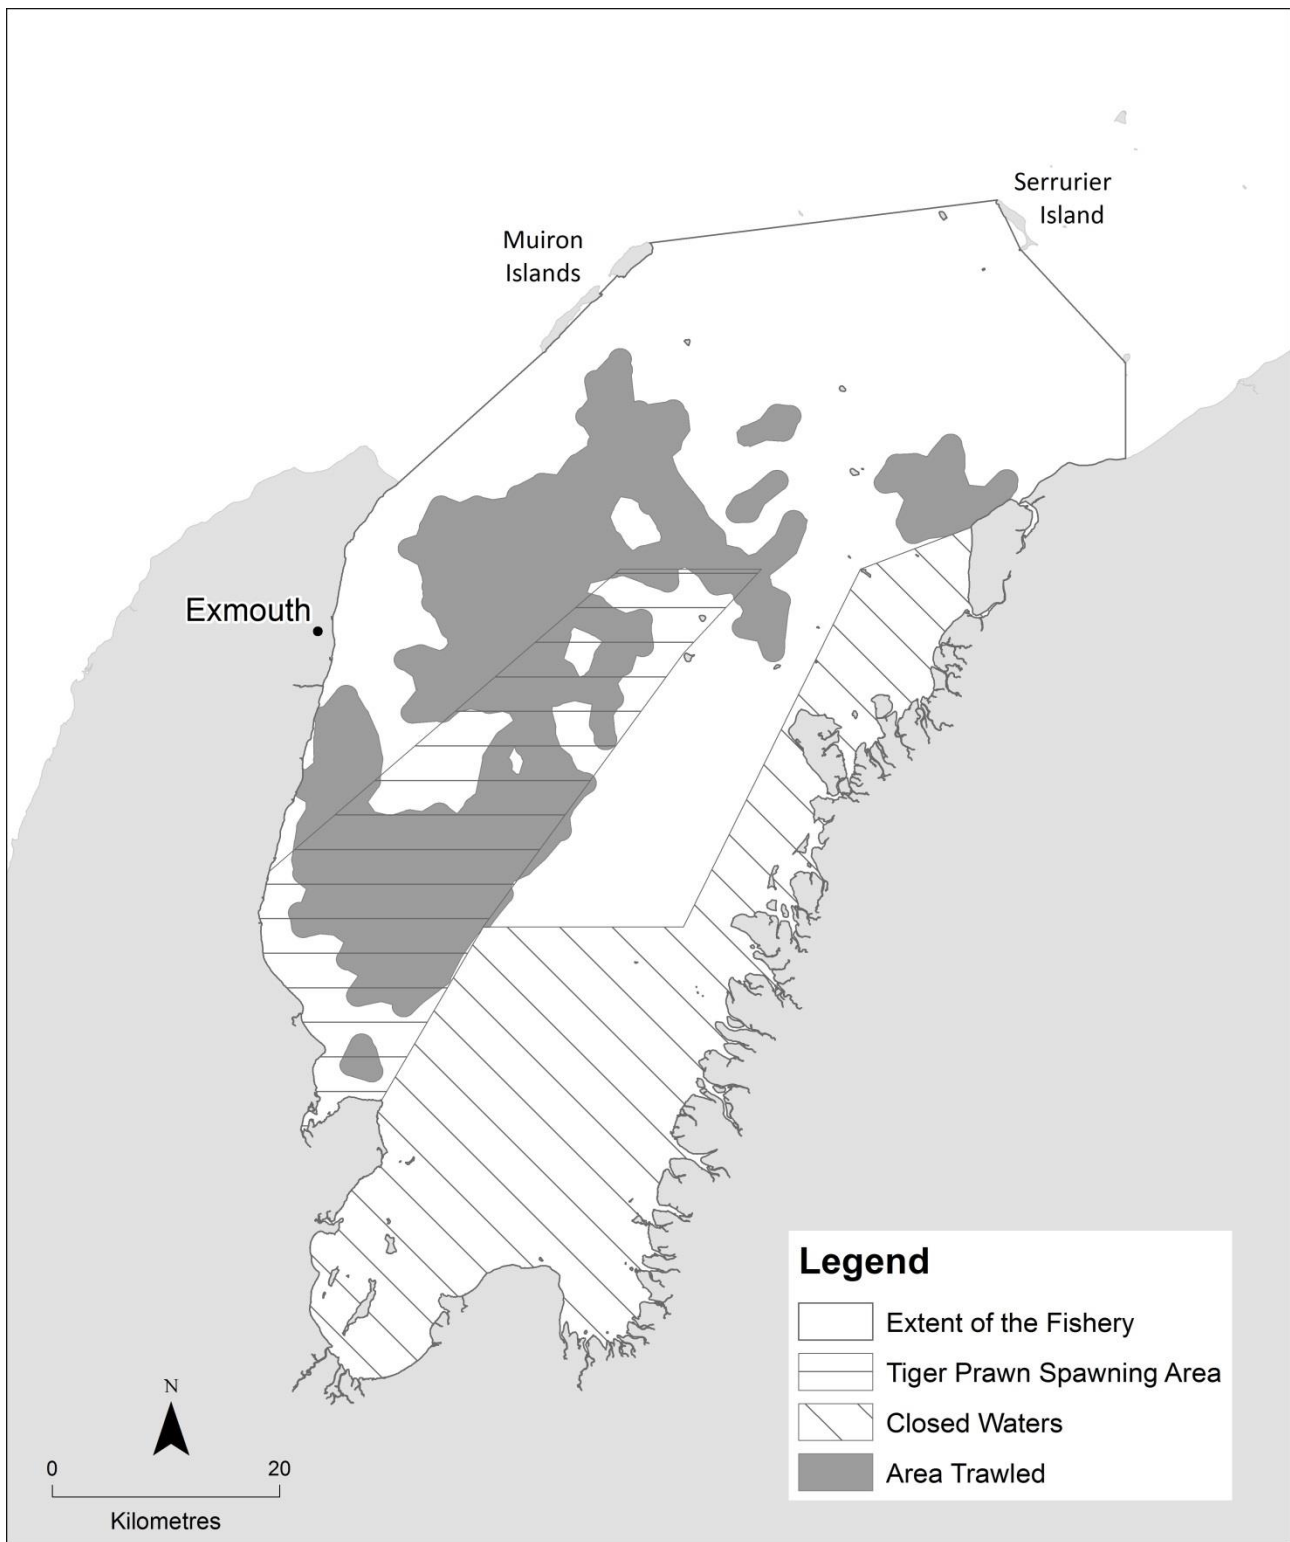 Serrurier
Island
Muiron
Islands
Exmouth
Legend
Extent of the Fishery
Tiger Prawn Spawning Area
Closed Waters
Area Trawled
N
0 20
Kilometres